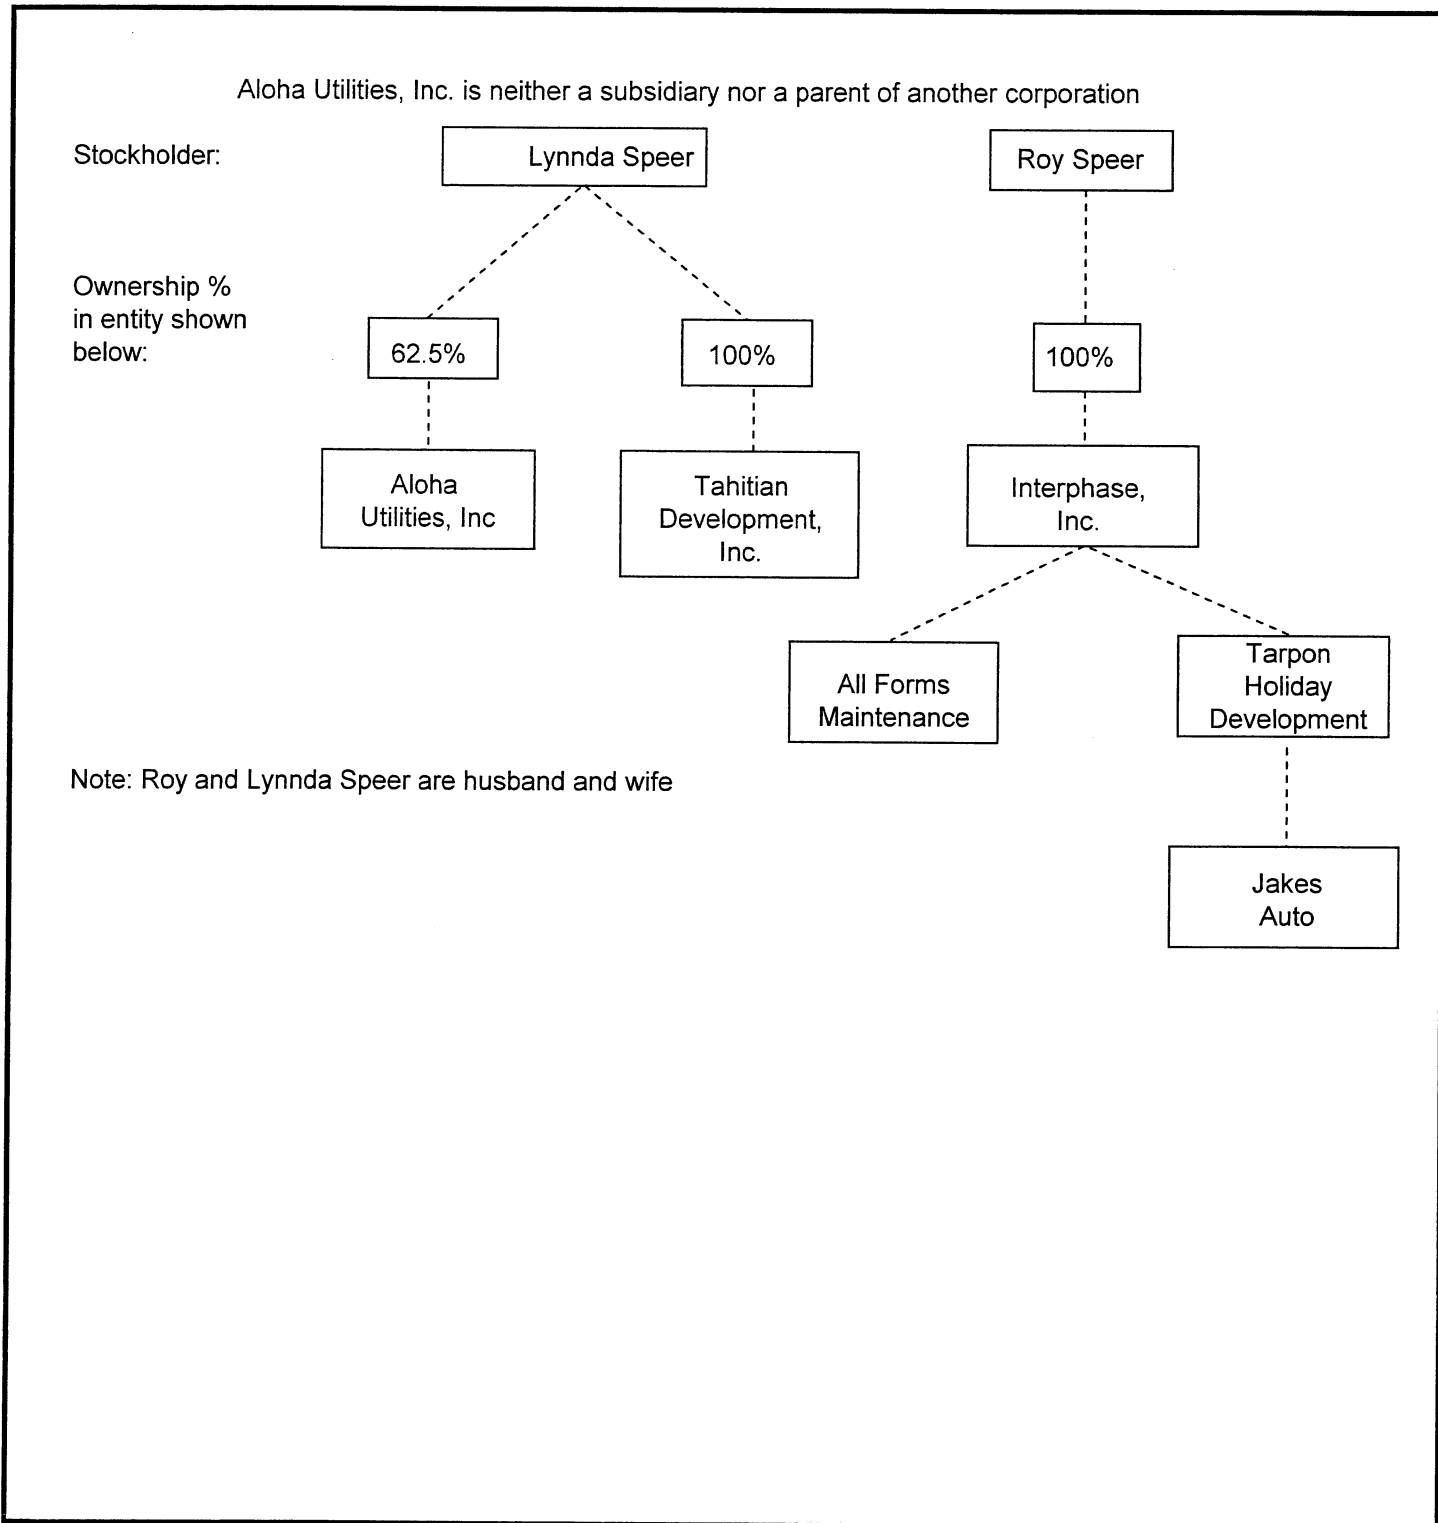 Aloha Utilities, Inc. is neither a subsidiary nor a parent of another corporation
Stockholder:
Lynnda Speer
Roy Speer
Ownership %
in entity shown
below:
62.5%
100%
100%
Aloha
Utilities, Inc
Tahitian
Development,
Inc.
Interphase,
Inc.
All Forms
Maintenance
Tarpon
Holiday
Development
Note: Roy and Lynnda Speer are husband and wife
Jakes
Auto